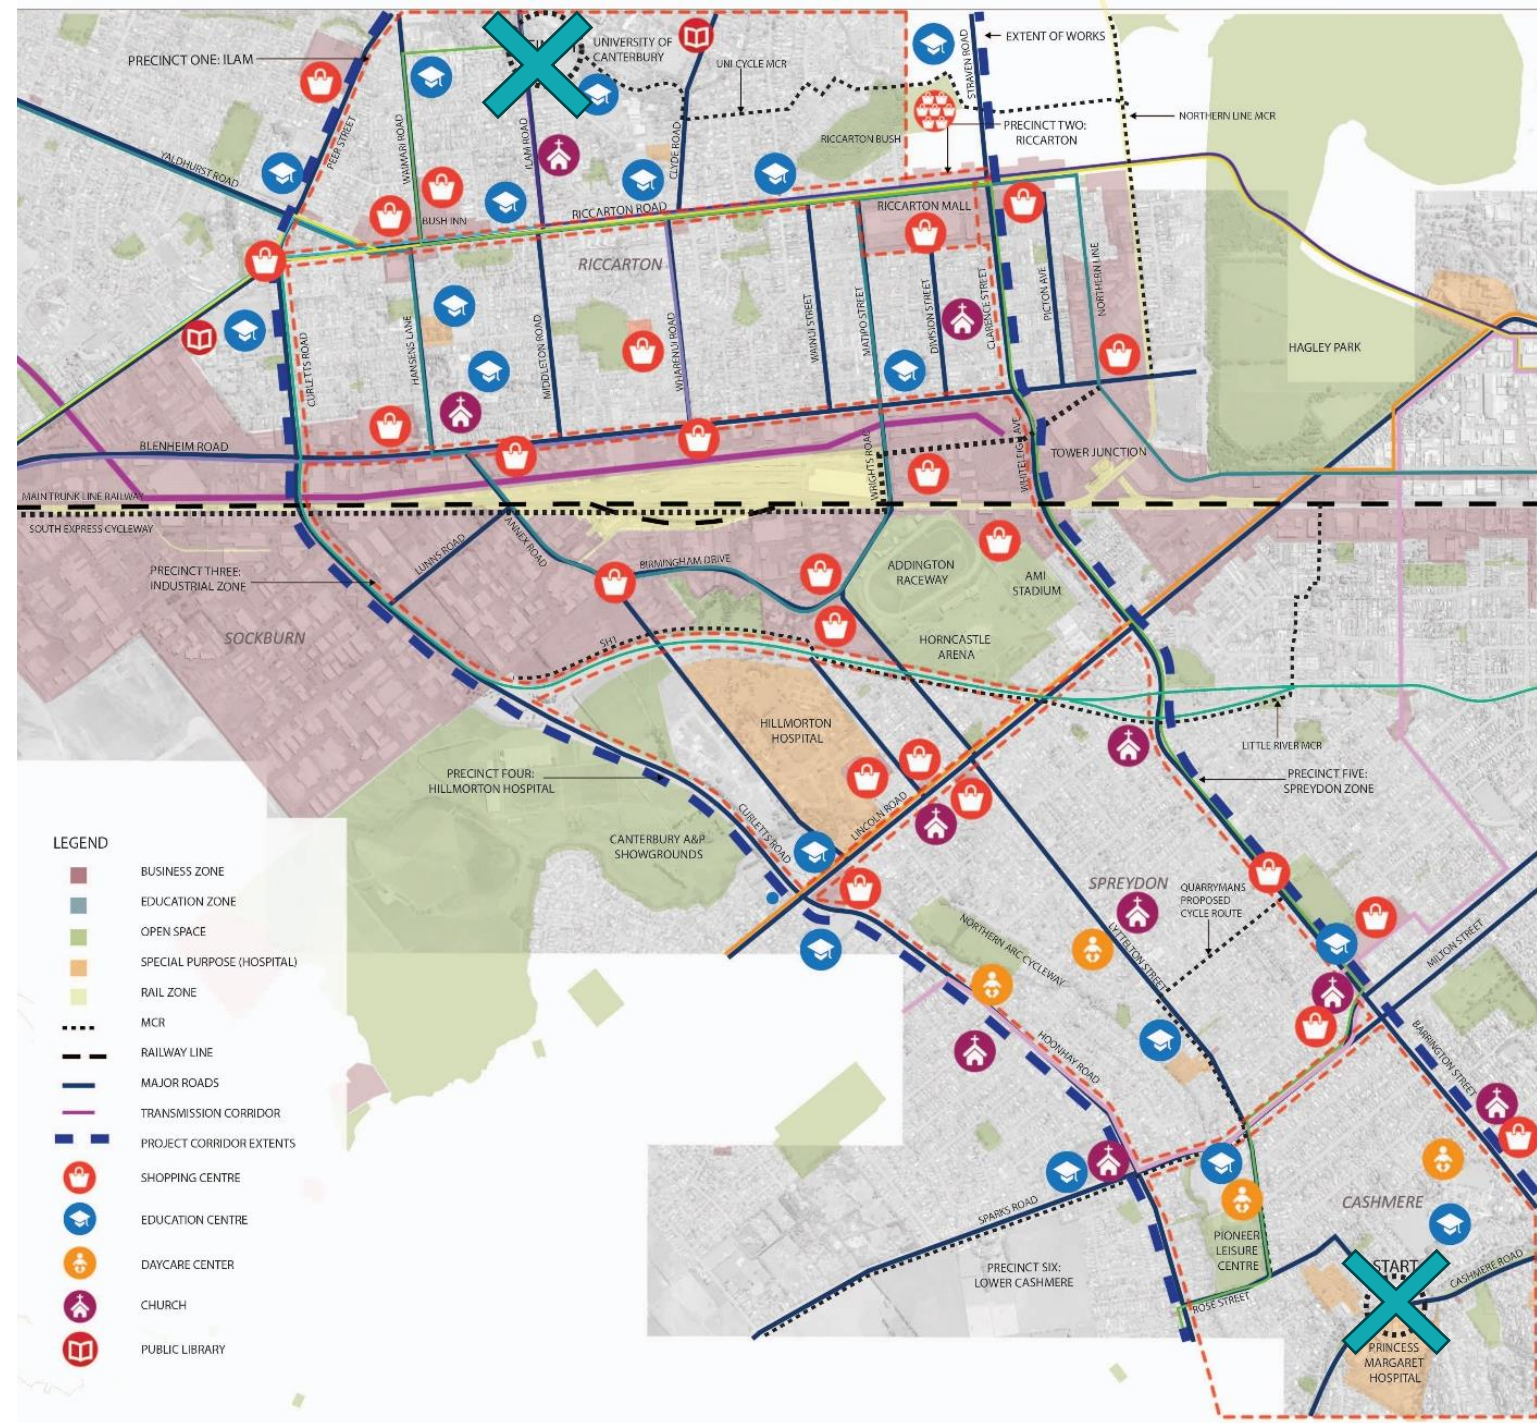 PRECINCT ONE: ILAM
UNIVERSITY OF
CANTERBURY
UNI CYCLE MCR
STRAVEN ROAD
EXTENT OF WORKS
PEER STREET
WAIMARI ROAD
ILAM ROAD
CLYDE ROAD
RICCARTON BUSH
PRECINCT TWO:
RICCARTON
NORTHERN LINE MCR
YALDHURST ROAD
BUSH INN
RICCARTON ROAD
RICCARTON MALL
RICCARTON
CURLETTS ROAD
HANSENS LANE
MIDDLETON ROAD
WHARENUI ROAD
WAINUI STREET
MATIPO STREET
DIVISION STREET
CLARENCE STREET
PICTON AVE
NORTHERN LINE
HAGLEY PARK
BLENHEIM ROAD
WRIGHTS ROAD
WHITELEIGH AVE
TOWER JUNCTION
MAIN TRUNK LINE RAILWAY
SOUTH EXPRESS CYCLEWAY
LUNNS ROAD
ANNEX ROAD
BIRMINGHAM DRIVE
ADDINGTON
RACEWAY
AMI
STADIUM
PRECINCT THREE:
INDUSTRIAL ZONE
SOCKBURN
SH1
HORNCASTLE
ARENA
HILLMORTON
HOSPITAL
LITTLE RIVER MCR
PRECINCT FOUR:
HILLMORTON HOSPITAL
PRECINCT FIVE:
SPREYDON ZONE
CURLETTS ROAD
LINCOLN ROAD
CANTERBURY A&P
SHOWGROUNDS
SPREYDON
QUARRYMANS
PROPOSED
CYCLE ROUTE
NORTHERN ARC CYCLEWAY
LYTTELTON STREET
MILTON STREET
HOONHAY ROAD
BARRINGTON STREET
SPARKS ROAD
CASHMERE
PIONEER
LEISURE
CENTRE
PRECINCT SIX:
LOWER CASHMERE
ROSE STREET
START
CASHMERE ROAD
PRINCESS
MARGARET
HOSPITAL
LEGEND
BUSINESS ZONE
EDUCATION ZONE
OPEN SPACE
SPECIAL PURPOSE (HOSPITAL)
RAIL ZONE
MCR
RAILWAY LINE
MAJOR ROADS
TRANSMISSION CORRIDOR
PROJECT CORRIDOR EXTENTS
SHOPPING CENTRE
EDUCATION CENTRE
DAYCARE CENTER
CHURCH
PUBLIC LIBRARY